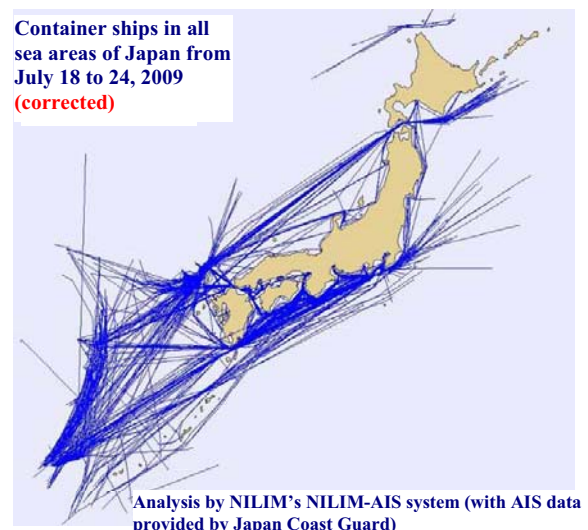 Container ships in all
sea areas of Japan from
July 18 to 24, 2009
(corrected)
Analysis by NILIM's NILIM-AIS system (with AIS data
provided by Japan Coast Guard)